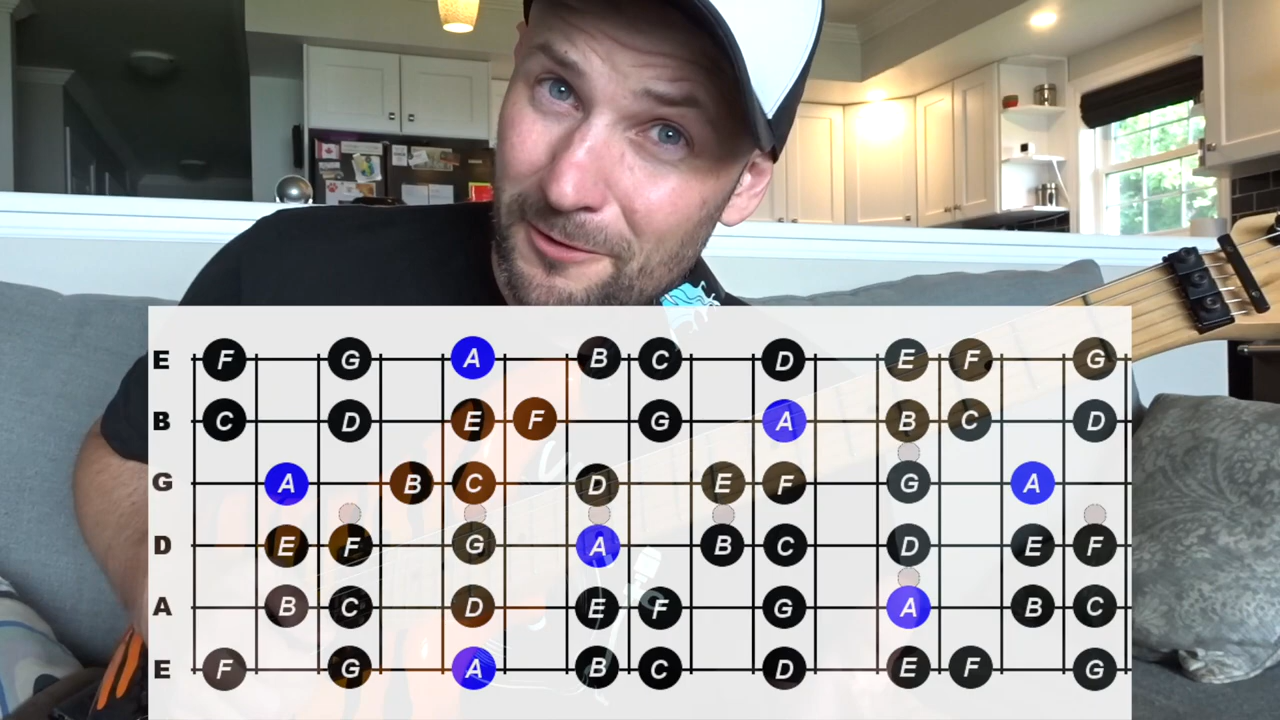 E F G A B C D E F G
B C D E F G A B C D
G A B C D E F G A
D E F G A B C D E F
A B C D E F G A B C
E F G A B C D E F G